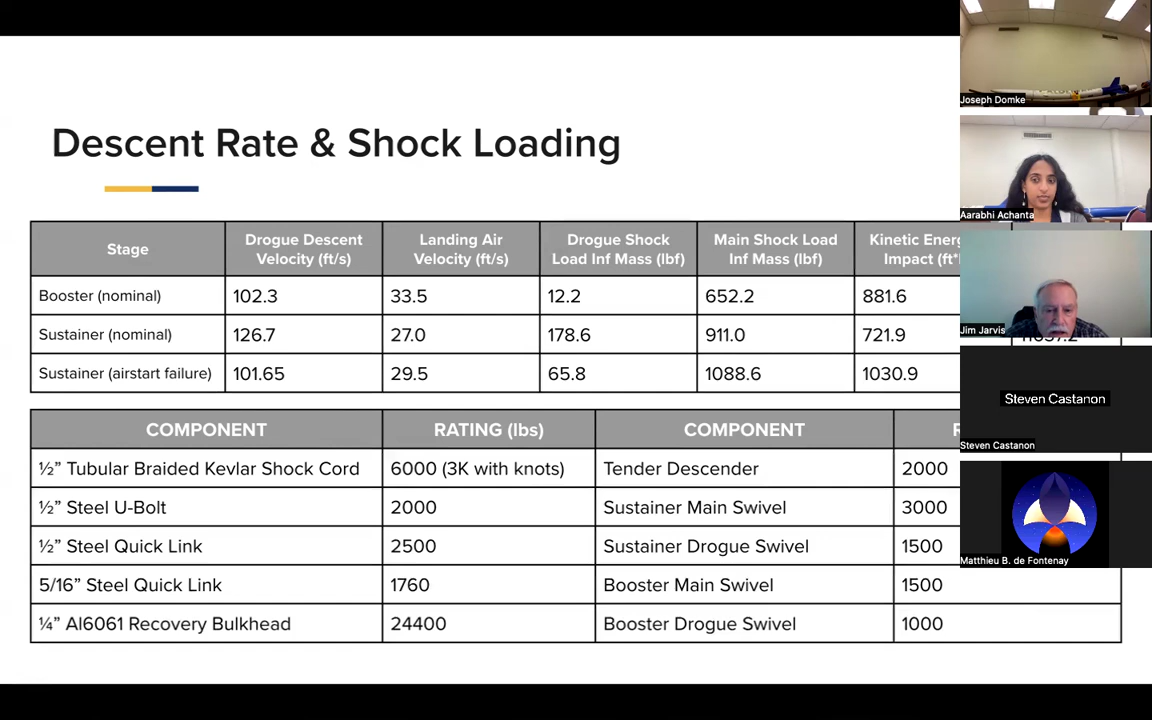 Descent Rate & Shock Loading
Stage
Drogue Descent
Velocity (ft/s)
Landing Air
Velocity (ft/s)
Drogue Shock
Load Inf Mass (lbf)
Main Shock Load
Inf Mass (lbf)
Kinetic
Impact
Booster (nominal) 102.3 33.5 12.2 652.2 881.6
Sustainer (nominal) 126.7 27.0 178.6 911.0 721.9
Sustainer (airstart failure) 101.65 29.5 65.8 1088.6 1030.9
COMPONENT RATING (lbs) COMPONENT
½” Tubular Braided Kevlar Shock Cord 6000 (3K with knots) Tender Descender 2000
½” Steel U-Bolt 2000 Sustainer Main Swivel 3000
½” Steel Quick Link 2500 Sustainer Drogue Swivel 1500
5/16” Steel Quick Link 1760 Booster Main Swivel 1500
¼” Al6061 Recovery Bulkhead 24400 Booster Drogue Swivel 1000
Joseph Domke
Aarabhi Achanta
Jim Jarvis
Steven Castanon
Steven Castanon
Matthieu B. de Fontenay